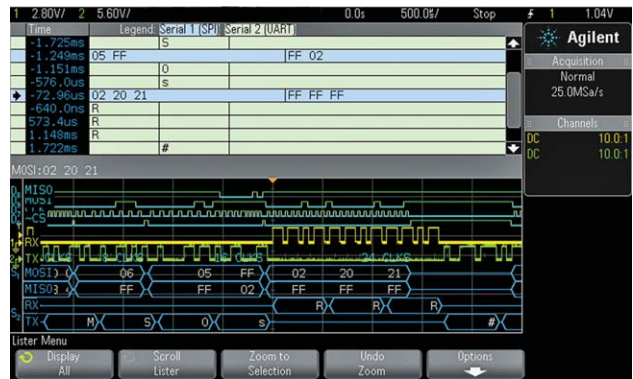 1 2.80V/ 2 5.60V/ 0.0s 500.0s/ Stop 1 1.04V
Time Legend: Serial 1 (SPI) Serial 2 (UART)
-1.725ms S
-1.249ms 05 FF FF 02
-1.151ms 0
-576.0us s
-72.96us 02 20 21 FF FF FF
-640.0ns R
573.4us R
1.148ms R
1.722ms #
Agilent
Acquisition
Normal
25.0MSa/s
Channels
DC 10.0:1
DC 10.0:1
MOSI:02 20 21
MISO
MOSI
~CS
RX
TX
MOSI 06 05 FF 02 20 21
MISO FF FF 02 FF FF FF
S2 RX R R R
TX M S 0 s #
Lister Menu
Display All
Scroll Lister
Zoom to Selection
Undo Zoom
Options